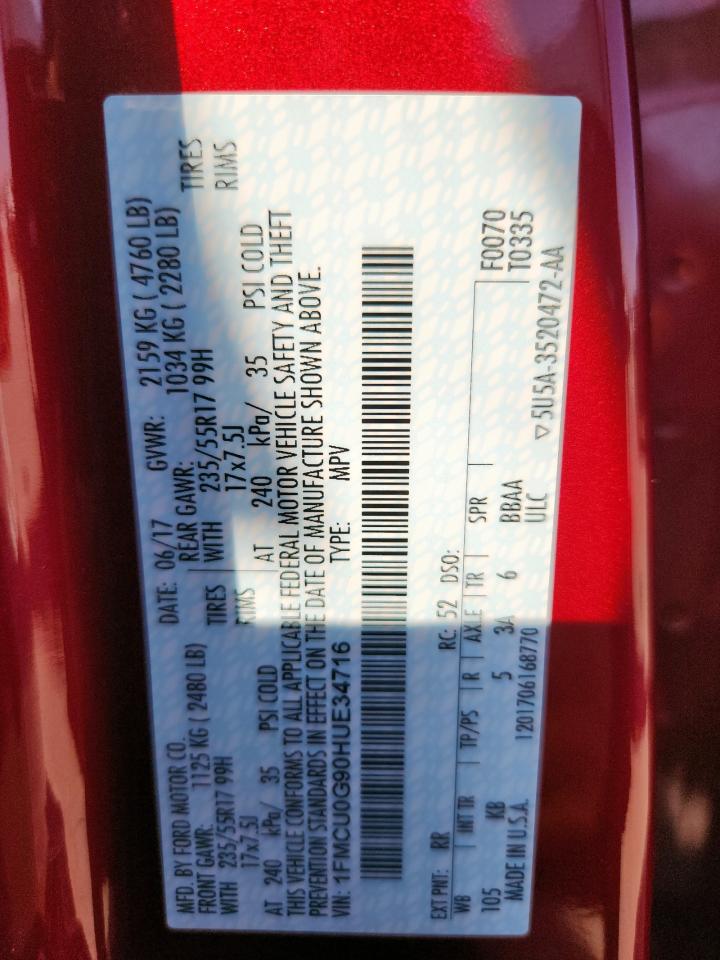 MFD. BY FORD MOTOR CO. DATE: 06/17 GVWR: 2159 KG ( 4760 LB)
FRONT GAWR: 1125 KG ( 2480 LB) REAR GAWR: 1034 KG ( 2280 LB)
WITH 235/55R17 99H TIRES WITH 235/55R17 99H TIRES
17x7.5J RIMS 17x7.5J RIMS
AT 240 kPa/ 35 PSI COLD AT 240 kPa/ 35 PSI COLD
THIS VEHICLE CONFORMS TO ALL APPLICABLE FEDERAL MOTOR VEHICLE SAFETY AND THEFT
PREVENTION STANDARDS IN EFFECT ON THE DATE OF MANUFACTURE SHOWN ABOVE.
VIN: 1FMCU0G90HUE34716 TYPE: MPV
EXT PNT: RR RC: 52 DSO: F0070
WB INT TR TP/PS R AXLE TR SPR T0335
105 KB 5 3A 6 BBAA
MADE IN U.S.A. 1201706168770 ULC
▽5U5A-3520472-AA